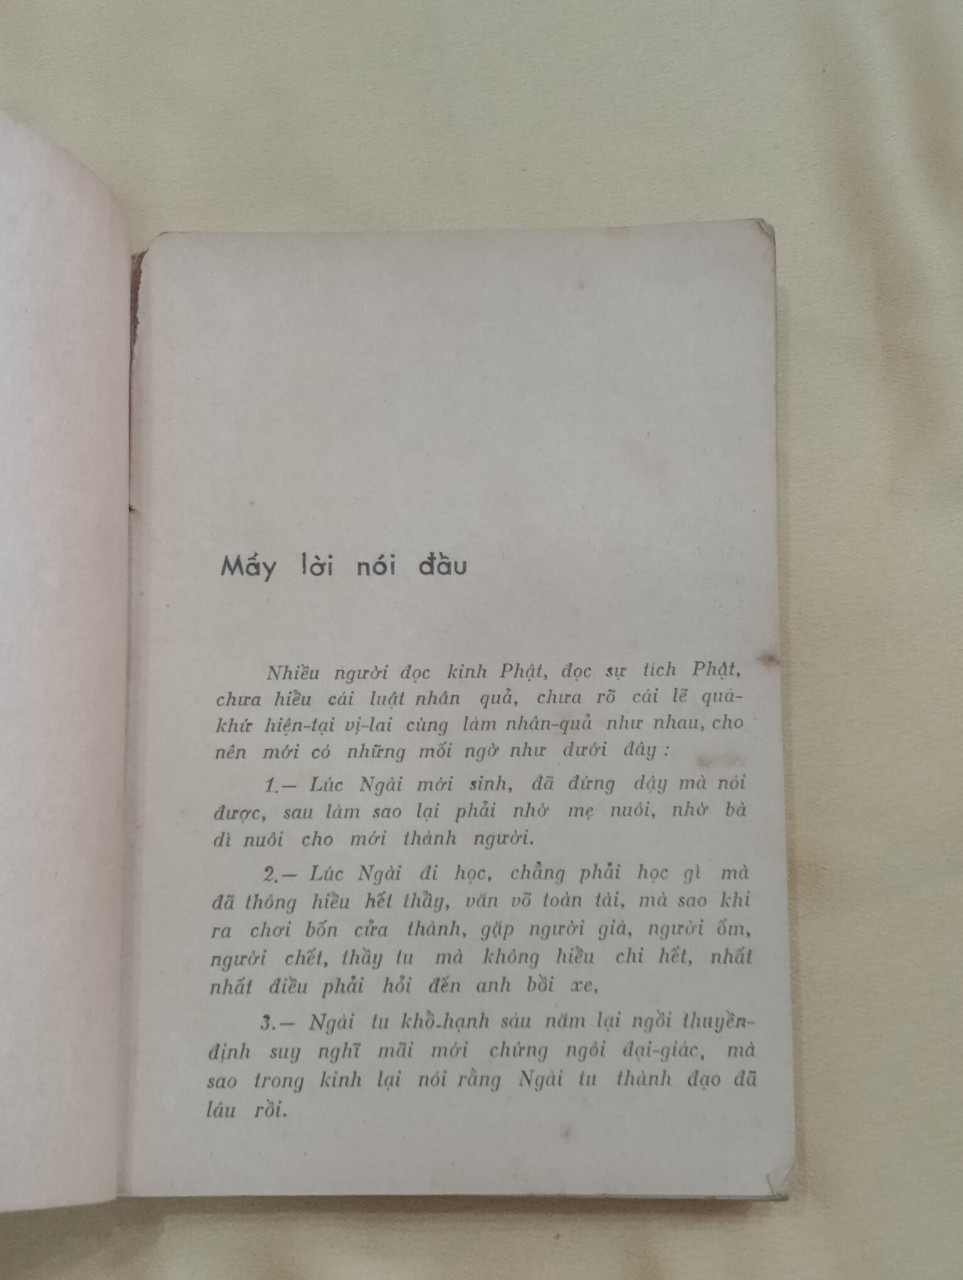 Mấy lời nói đầu
Nhiều người đọc kinh Phật, đọc sự tích Phật,
chưa hiểu cái luật nhân quả, chưa rõ cái lẽ quá-
khứ hiện-tại vị-lai cùng làm nhân-quả như nhau, cho
nên mới có những mối ngờ như dưới đây :
1.— Lúc Ngài mới sinh, đã đứng dậy mà nói
được, sau làm sao lại phải nhờ mẹ nuôi, nhờ bà
dì nuôi cho mới thành người.
2.— Lúc Ngài đi học, chẳng phải học gì mà
đã thông hiểu hết thầy, văn võ toàn tài, mà sao khi
ra chơi bốn cửa thành, gặp người già, người ốm,
người chết, thầy tu mà không hiểu chi hết, nhất
nhất điều phải hỏi đến anh bồi xe,
3.— Ngài tu khổ-hạnh sáu năm lại ngồi thuyền-
định suy nghĩ mãi mới chứng ngôi đại-giác, mà
sao trong kinh lại nói rằng Ngài tu thành đạo đã
lâu rồi.